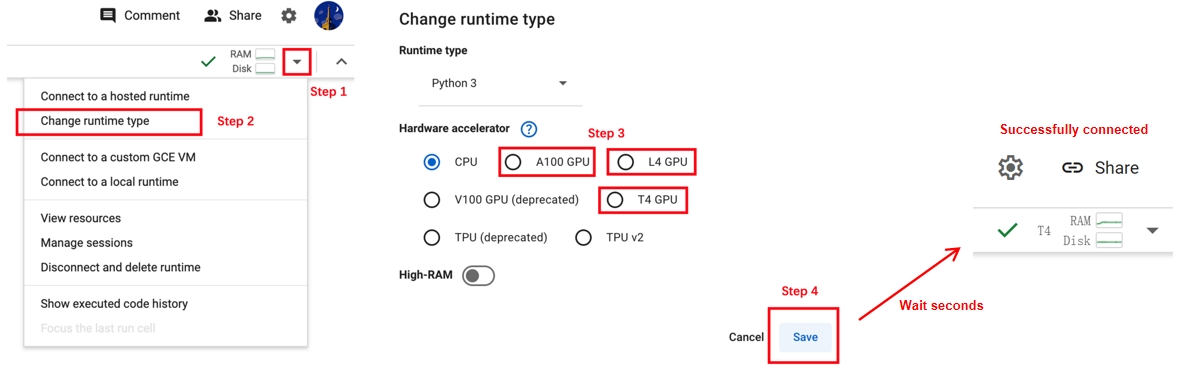 Comment Share
RAM
Disk
Step 1
Connect to a hosted runtime
Change runtime type
Step 2
Connect to a custom GCE VM
Connect to a local runtime
View resources
Manage sessions
Disconnect and delete runtime
Show executed code history
Focus the last run cell
Change runtime type
Runtime type
Python 3
Hardware accelerator ?
Step 3
CPU A100 GPU L4 GPU
V100 GPU (deprecated) T4 GPU
TPU (deprecated) TPU v2
High-RAM
Step 4
Cancel Save
Wait seconds
Successfully connected
Share
T4 RAM
Disk